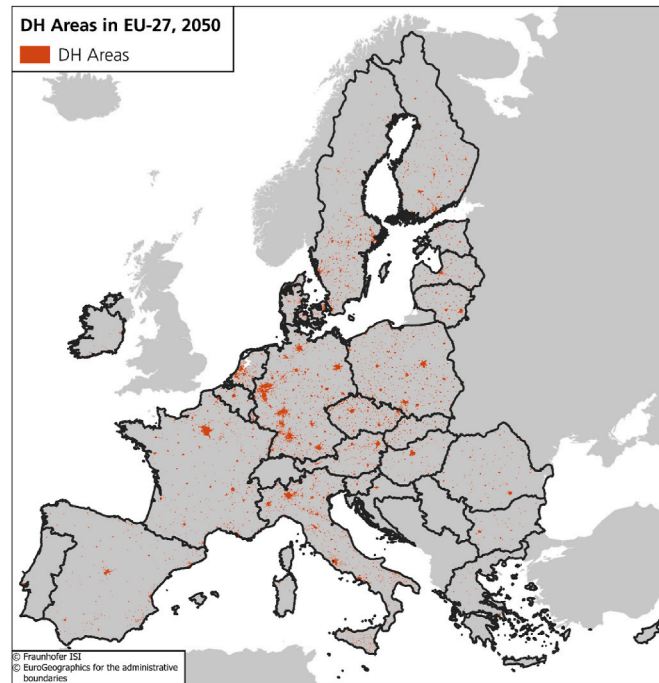 DH Areas in EU-27, 2050
DH Areas
© Fraunhofer ISI
© EuroGeographics for the administrative
boundaries